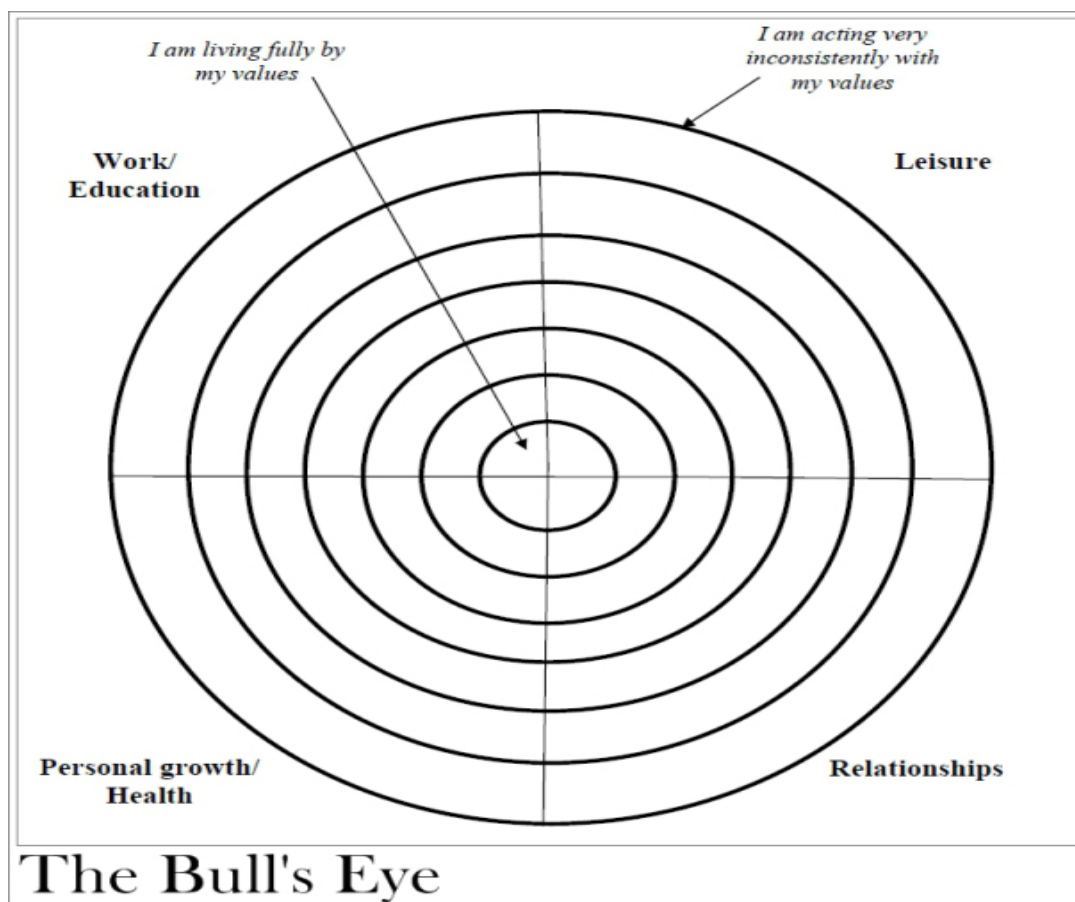 I am living fully by
my values
I am acting very
inconsistently with
my values
Work/
Education
Leisure
Personal growth/
Health
Relationships
The Bull's Eye